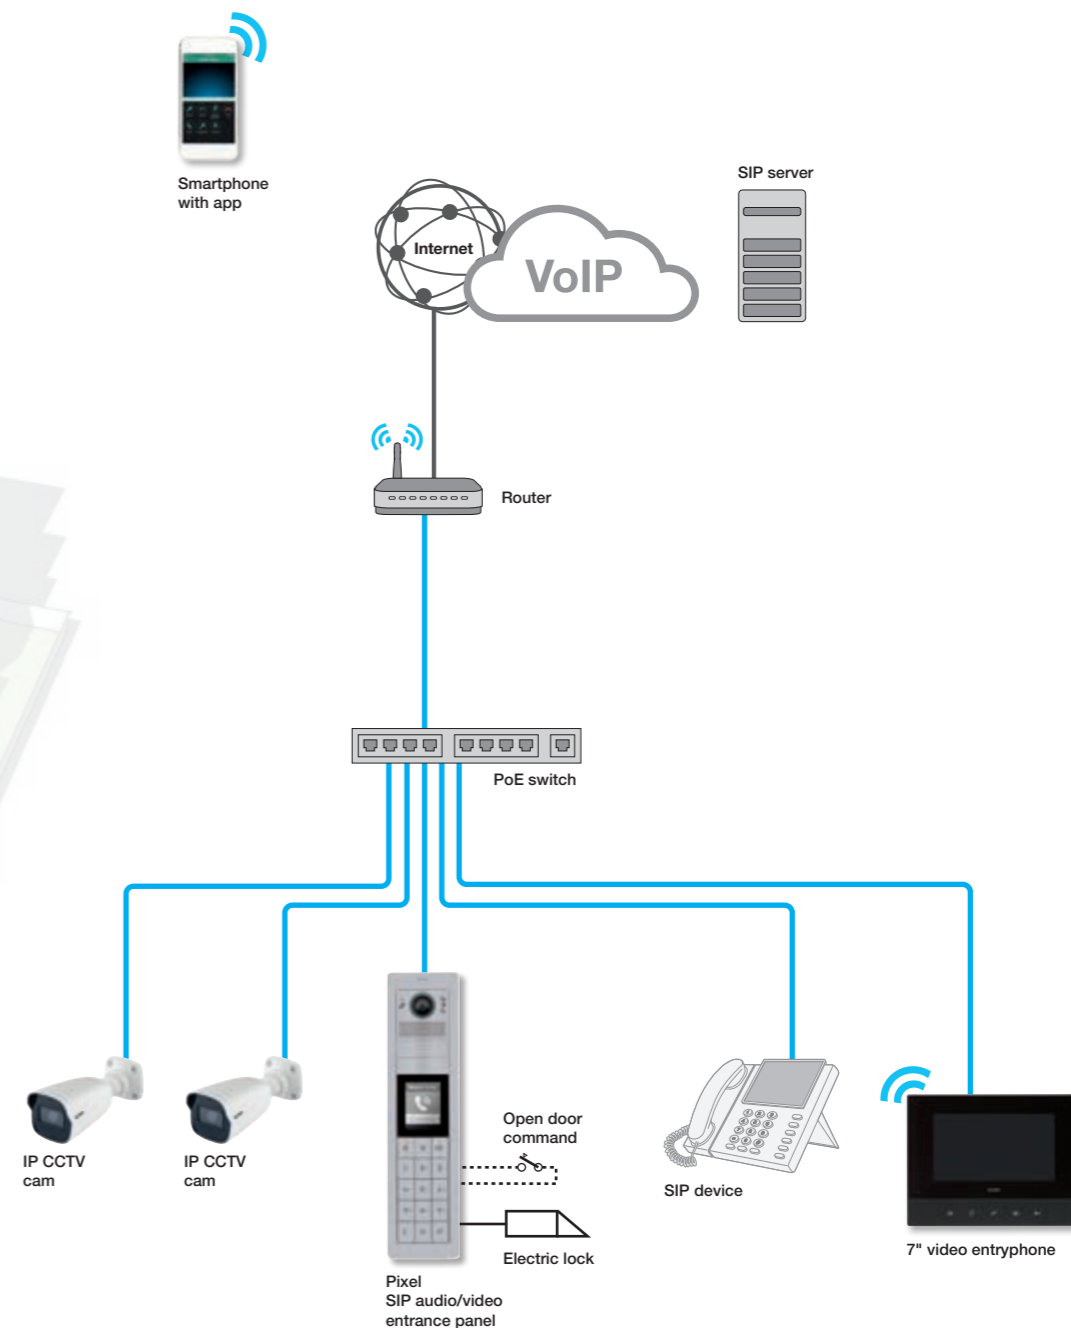 Smartphone
with app
SIP server
Internet
VoIP
Router
PoE switch
IP CCTV
cam
IP CCTV
cam
Open door
command
Electric lock
Pixel
SIP audio/video
entrance panel
SIP device
7" video entryphone